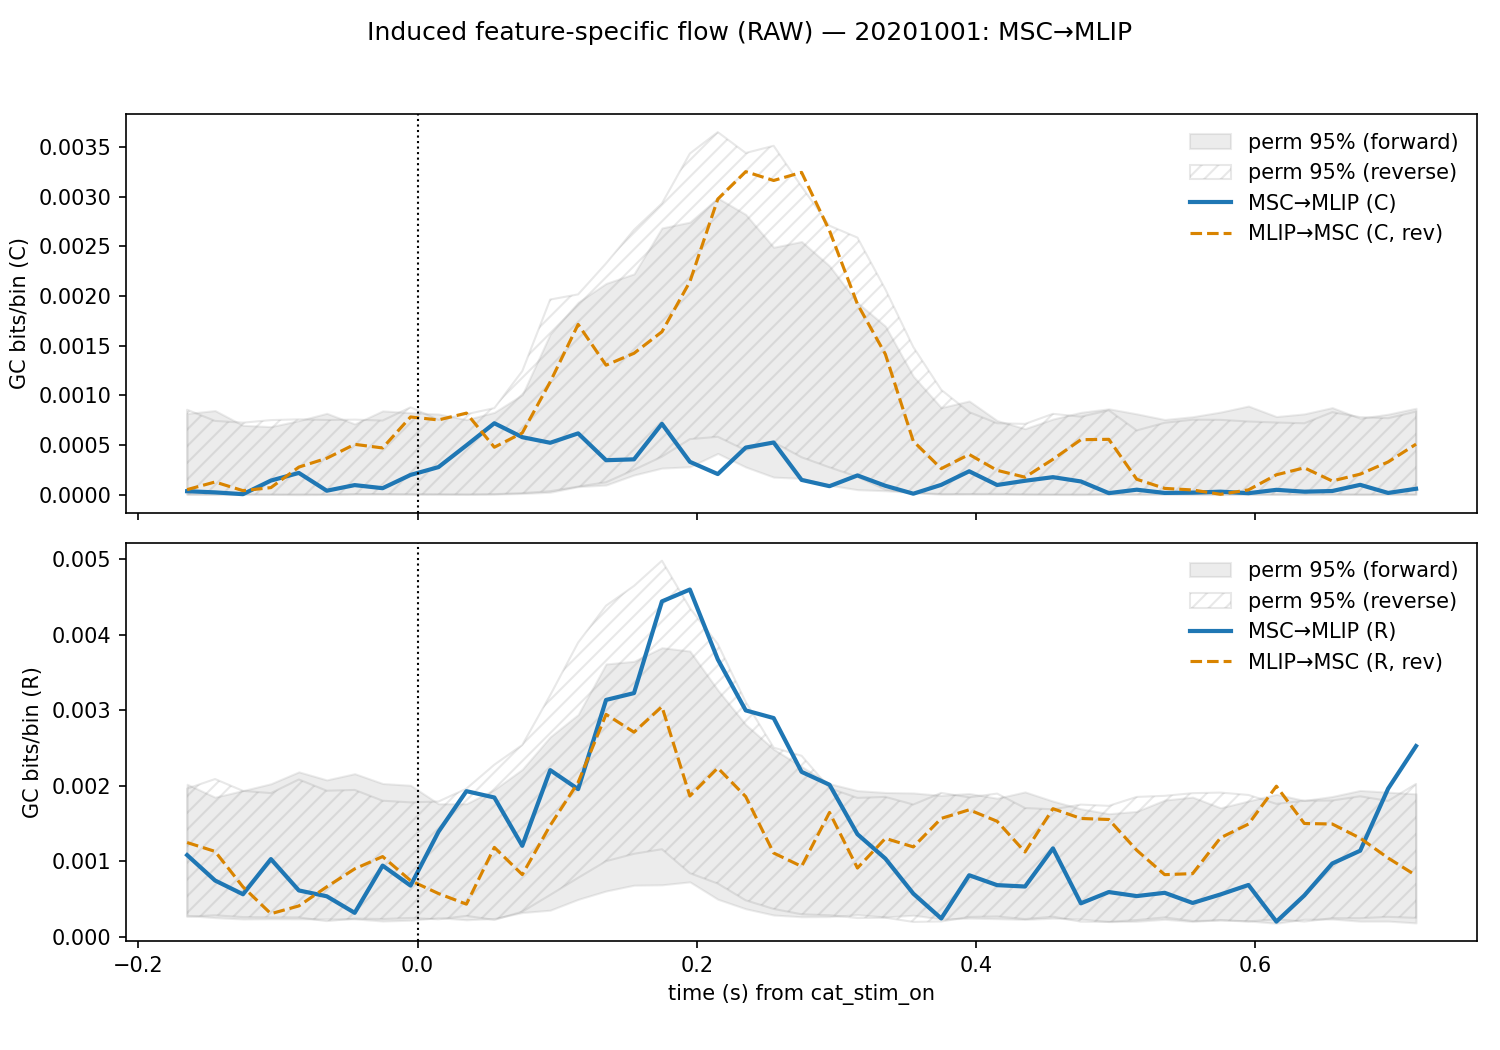 Induced feature-specific flow (RAW) — 20201001: MSC→MLIP
GC bits/bin (C)
0.0035
0.0030
0.0025
0.0020
0.0015
0.0010
0.0005
0.0000
perm 95% (forward)
perm 95% (reverse)
MSC→MLIP (C)
MLIP→MSC (C, rev)
GC bits/bin (R)
0.005
0.004
0.003
0.002
0.001
0.000
perm 95% (forward)
perm 95% (reverse)
MSC→MLIP (R)
MLIP→MSC (R, rev)
−0.2 0.0 0.2 0.4 0.6
time (s) from cat_stim_on